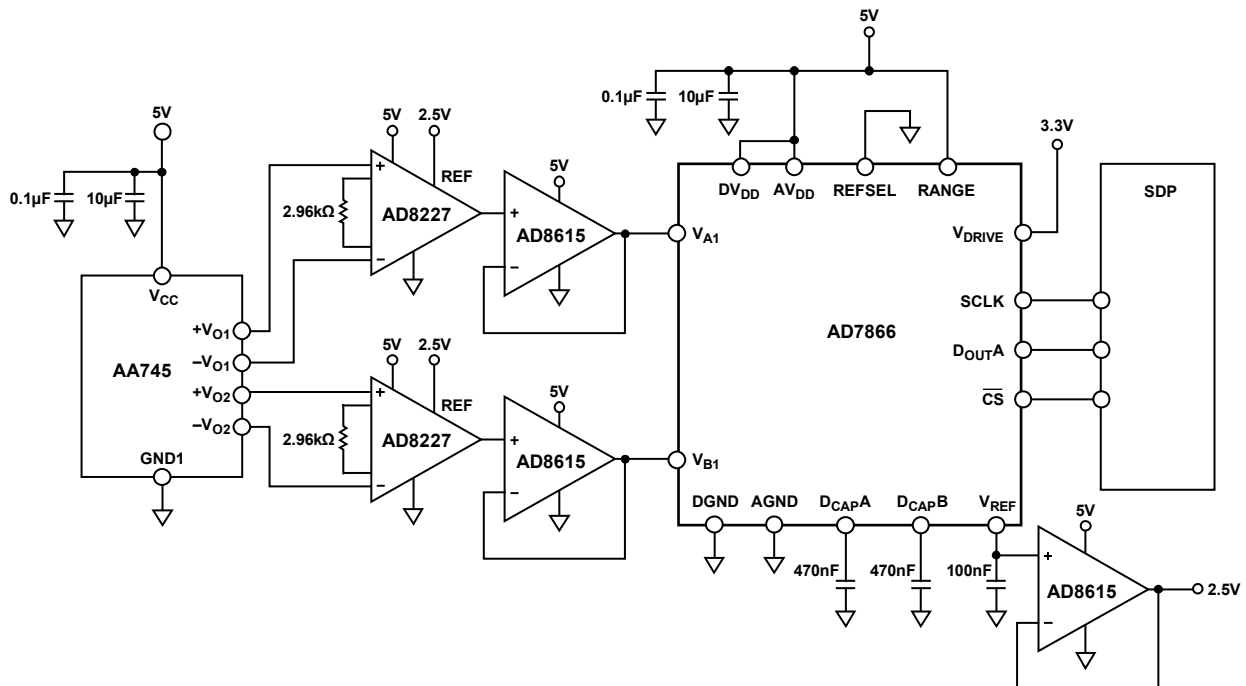 5V
0.1µF
10µF
VCC
+VO1
–VO1
AA745
+VO2
–VO2
GND1
5V
2.5V
REF
+
2.96kΩ
AD8227
–
5V
+
AD8615
–
5V
2.5V
REF
+
2.96kΩ
AD8227
–
5V
+
AD8615
–
5V
0.1µF
10µF
3.3V
DVDD
AVDD
REFSEL
RANGE
VDRIVE
VA1
SCLK
AD7866
DOUTA
CS
VB1
DGND
AGND
DCAPA
DCAPB
VREF
SDP
470nF
470nF
100nF
5V
+
AD8615
–
2.5V